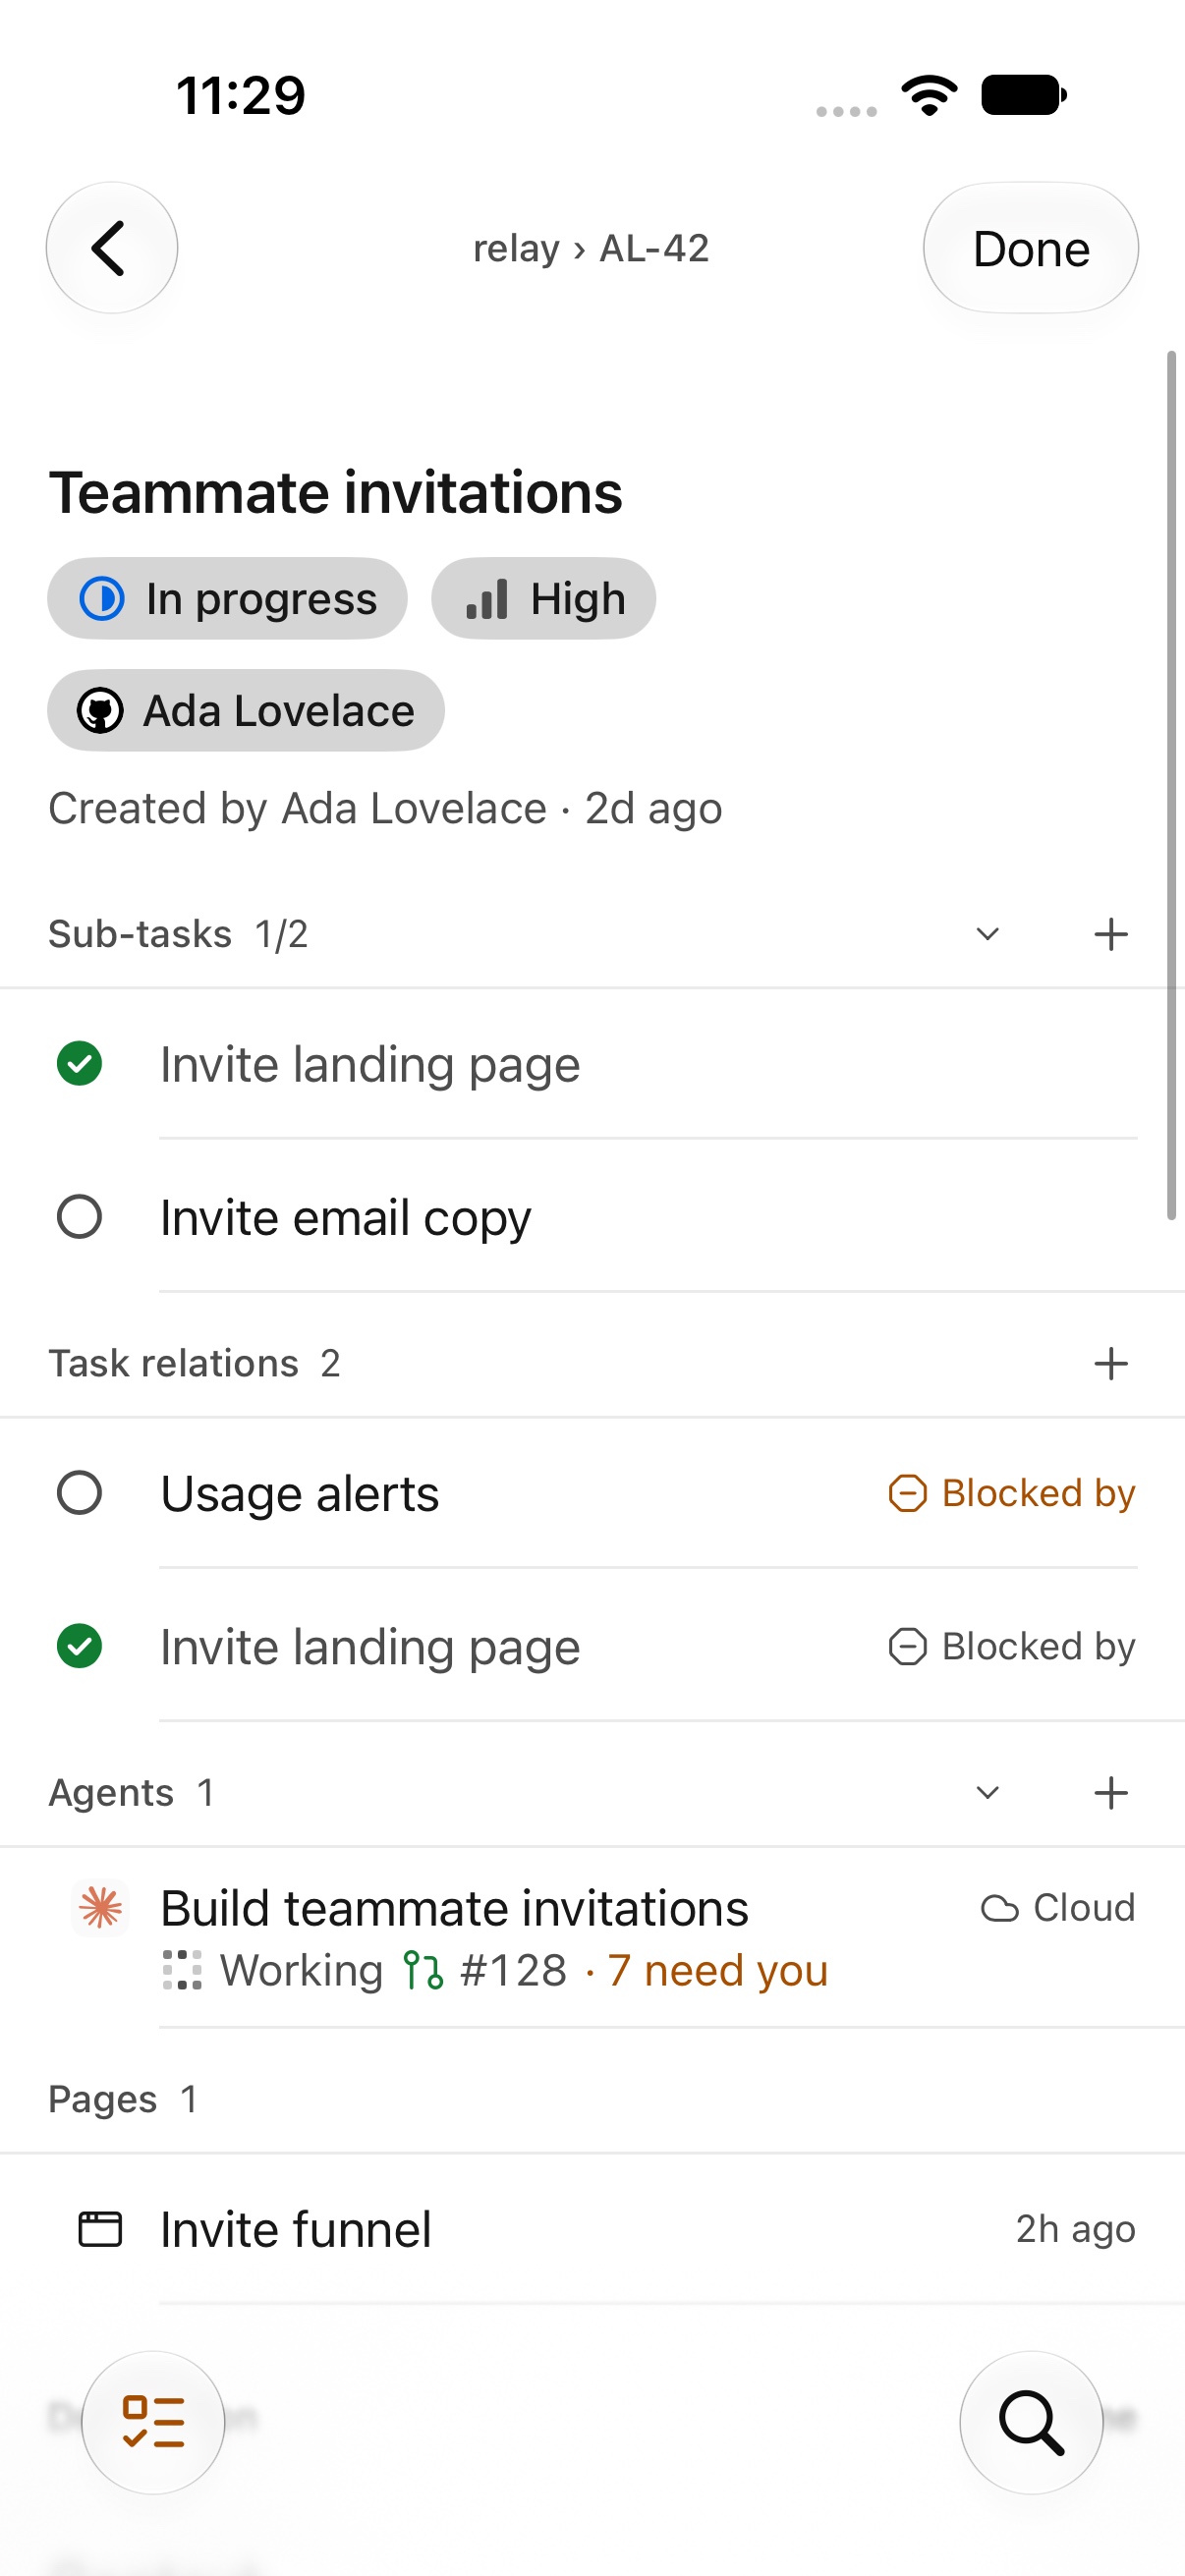 11:29
relay › AL-42
Done
Teammate invitations
In progress
High
Ada Lovelace
Created by Ada Lovelace · 2d ago
Sub-tasks 1/2
Invite landing page
Invite email copy
Task relations 2
Usage alerts
Blocked by
Invite landing page
Blocked by
Agents 1
Build teammate invitations
Cloud
Working #128 · 7 need you
Pages 1
Invite funnel
2h ago